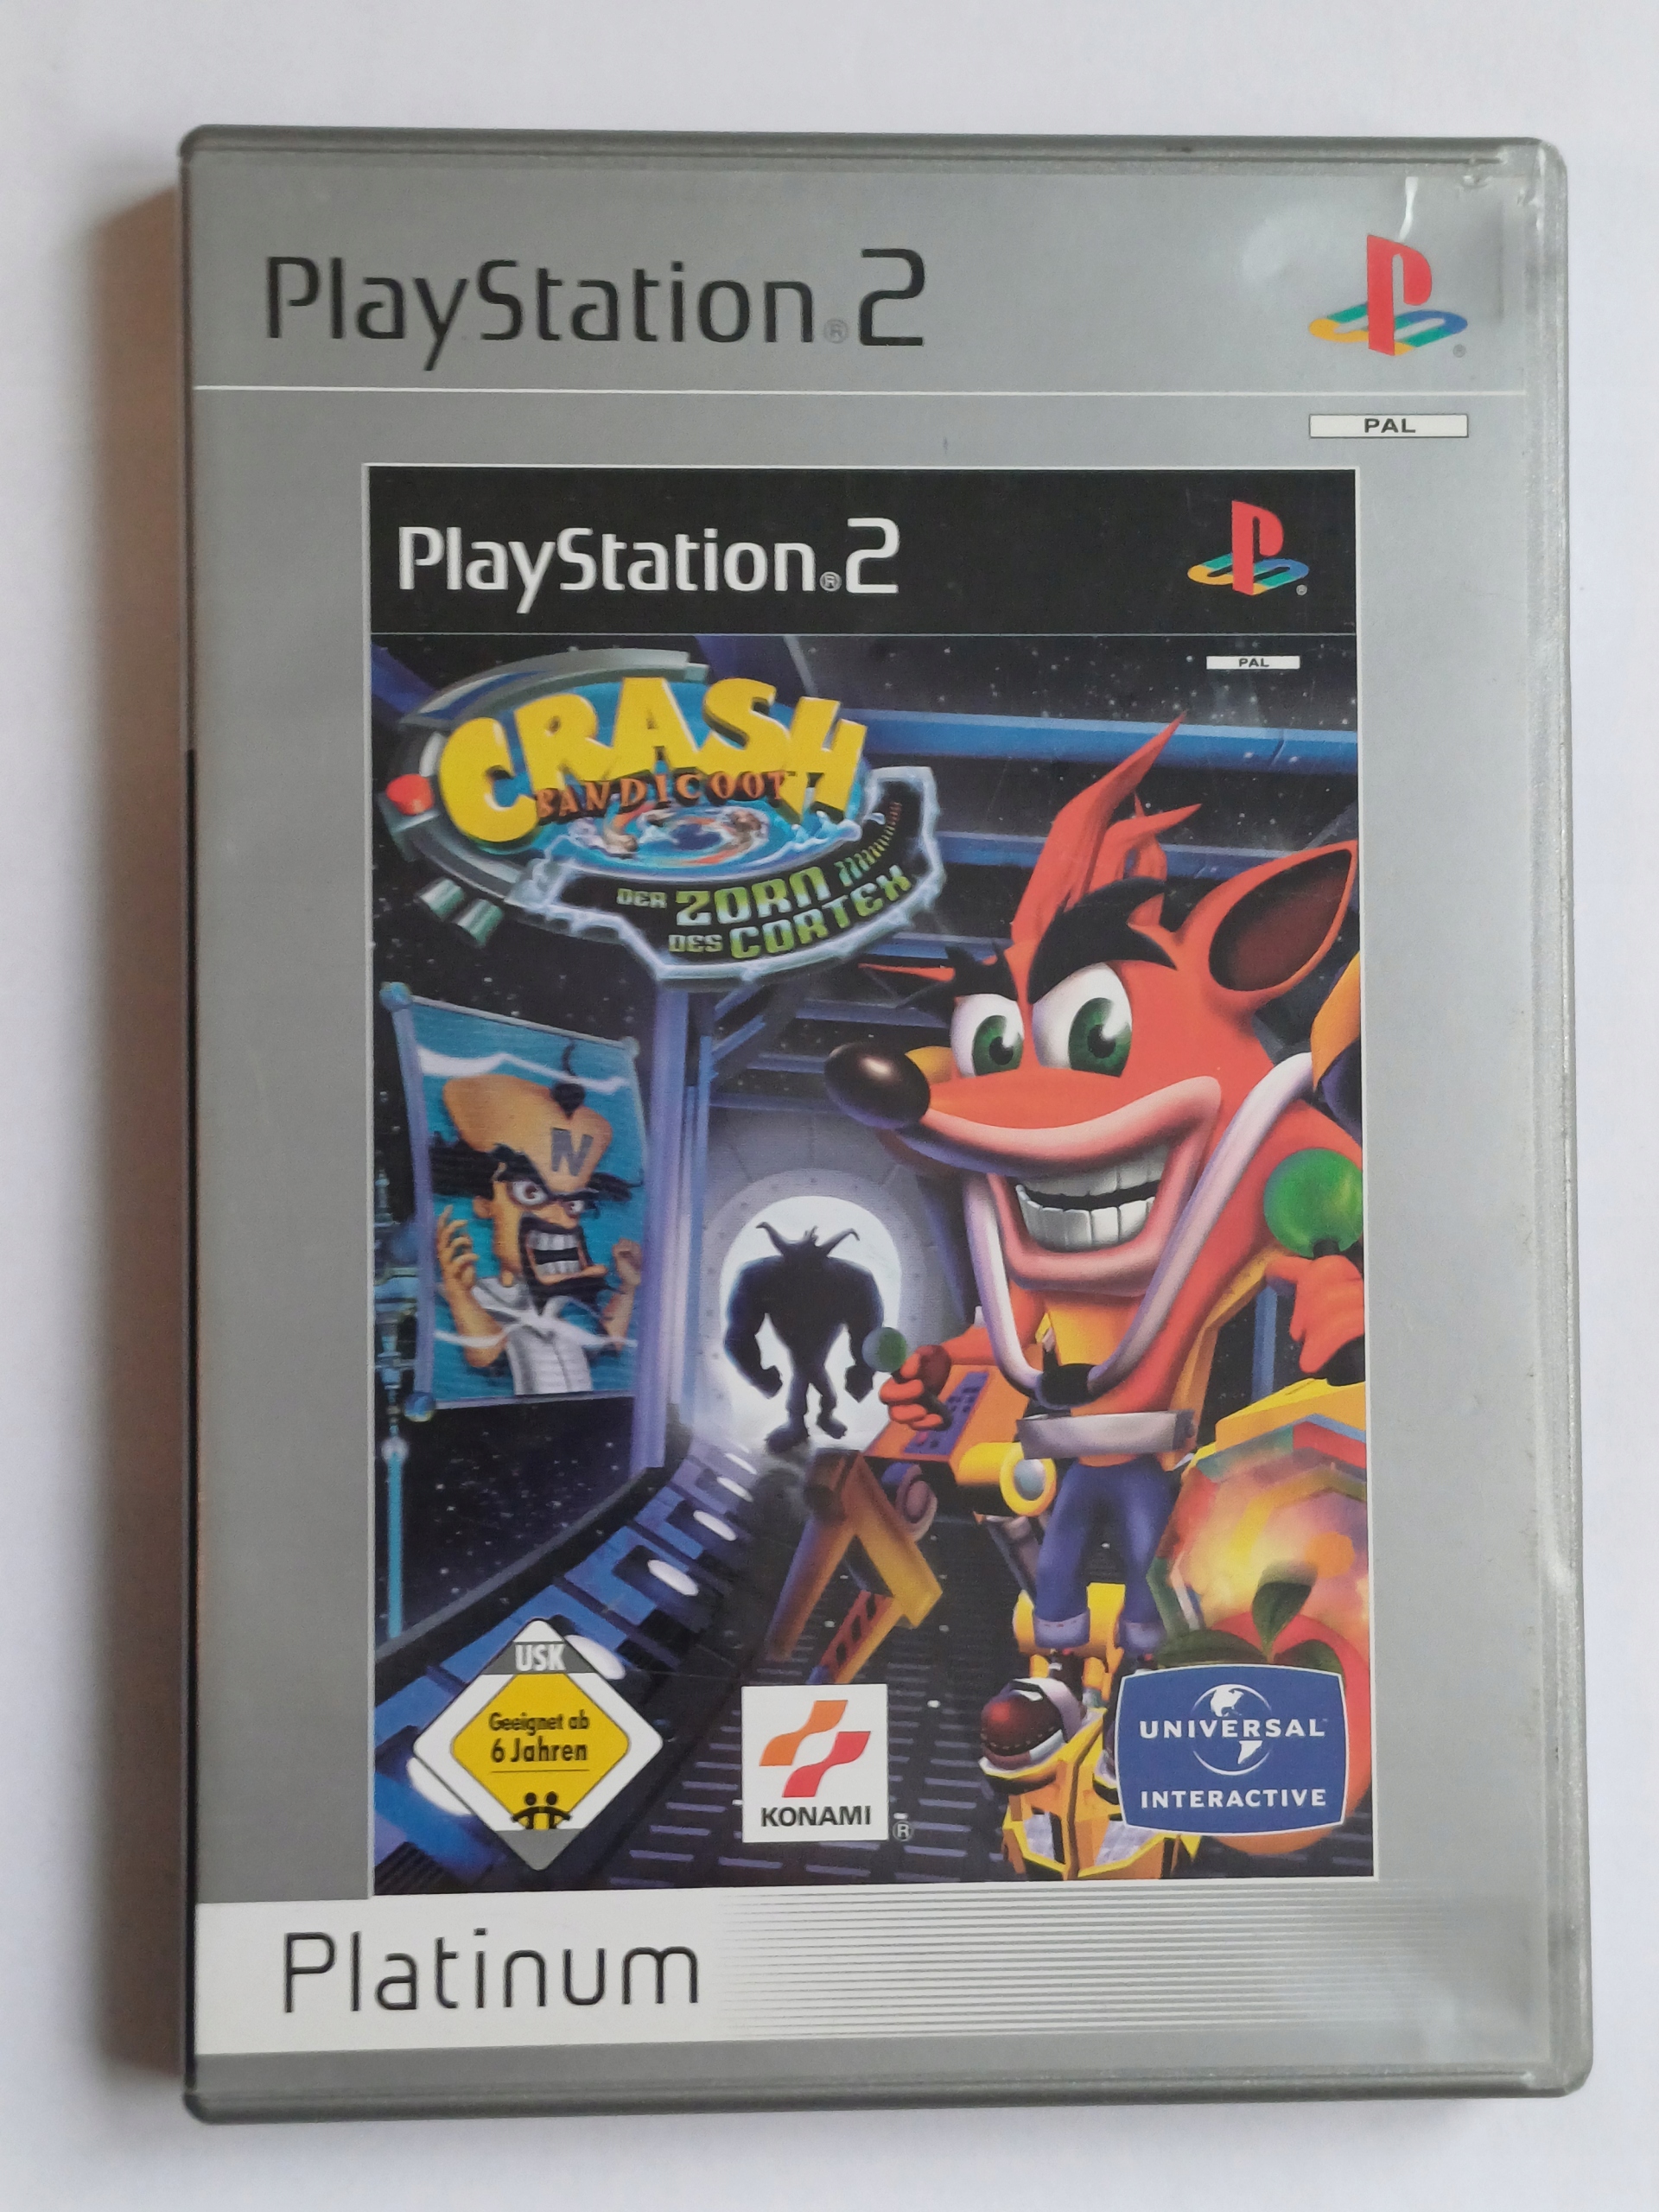 PlayStation®2
PAL
PlayStation®2
PAL
CRASH
BANDICOOT™
DER ZORN
DES CORTEX
N
USK
Geeignet ab
6 Jahren
KONAMI®
UNIVERSAL
INTERACTIVE
Platinum